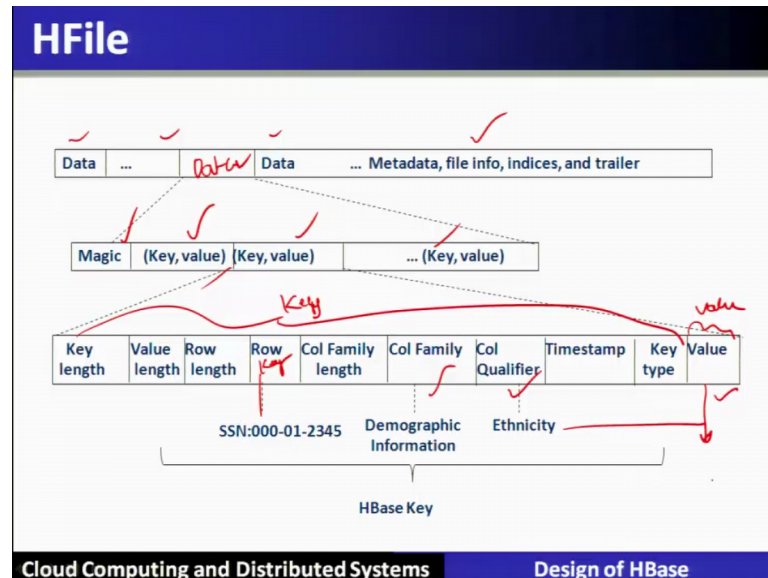 HFile
Data ... Data Data ... Metadata, file info, indices, and trailer
Magic (Key, value) (Key, value) ... (Key, value)
Key value
Key length Value length Row length Row key Col Family length Col Family Col Qualifier Timestamp Key type Value
SSN:000-01-2345 Demographic Information Ethnicity
HBase Key
Cloud Computing and Distributed Systems Design of HBase